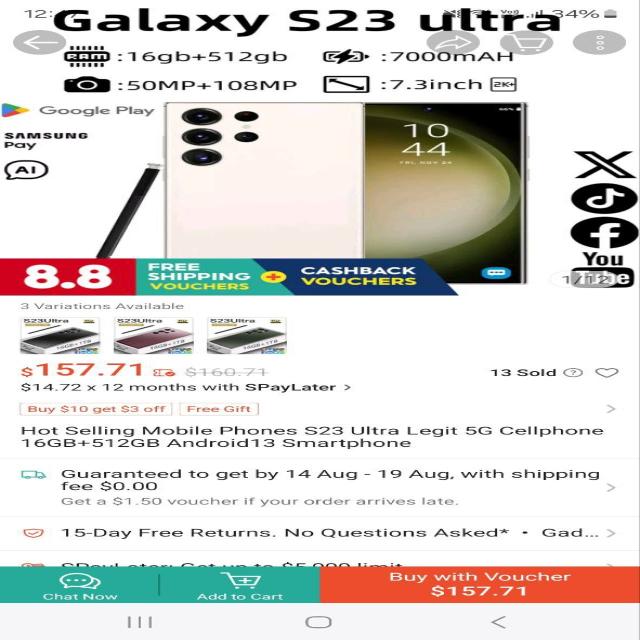 Galaxy S23 ultra
34%
RAM :16gb+512gb :7000mAH
:50MP+108MP :7.3inch 2K+
Google Play
SAMSUNG
Pay
AI
10
44
FRI, NOV 24
You
8.8 FREE
SHIPPING
VOUCHERS + CASHBACK
VOUCHERS
3 Variations Available
S23Ultra S23Ultra S23Ultra
$157.71 $160.71 13 Sold
$14.72 x 12 months with SPayLater >
Buy $10 get $3 off Free Gift
Hot Selling Mobile Phones S23 Ultra Legit 5G Cellphone
16GB+512GB Android13 Smartphone
Guaranteed to get by 14 Aug - 19 Aug, with shipping
fee $0.00
Get a $1.50 voucher if your order arrives late.
15-Day Free Returns. No Questions Asked* • Gad...
Chat Now
Add to Cart
Buy with Voucher
$157.71